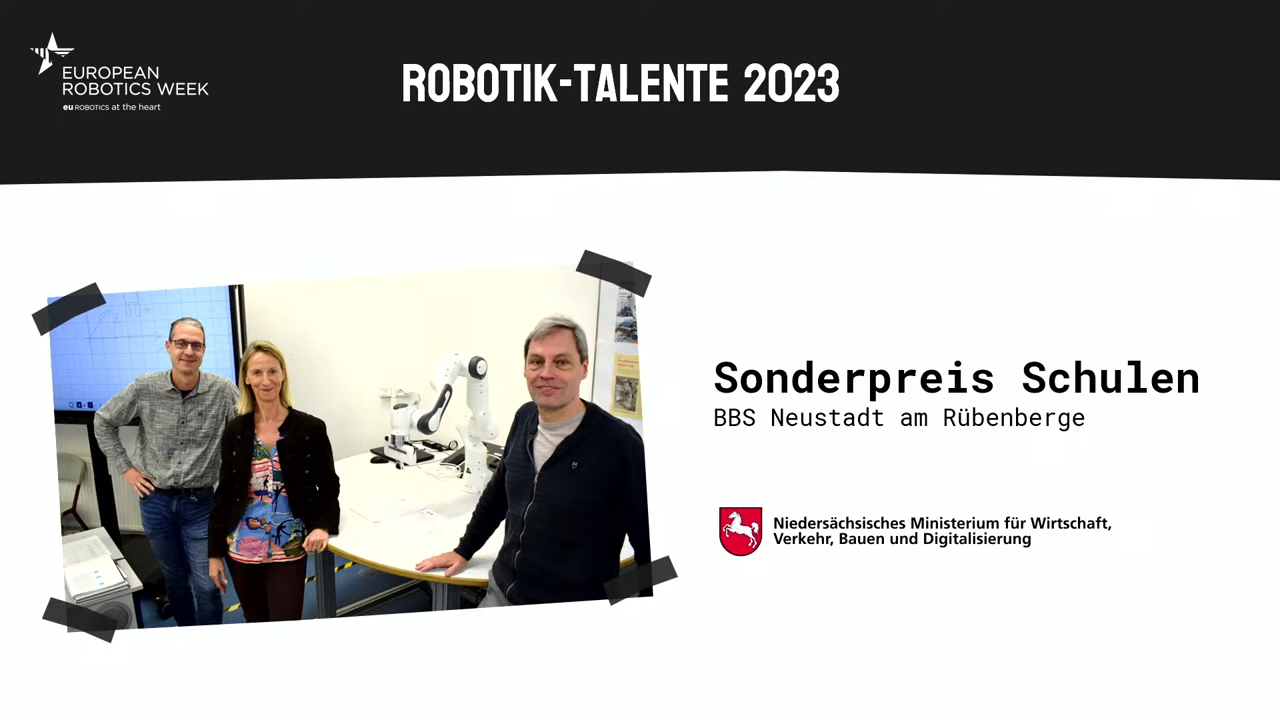 EUROPEAN
ROBOTICS WEEK
euROBOTICS at the heart
ROBOTIK-TALENTE 2023
Sonderpreis Schulen
BBS Neustadt am Rübenberge
Niedersächsisches Ministerium für Wirtschaft,
Verkehr, Bauen und Digitalisierung